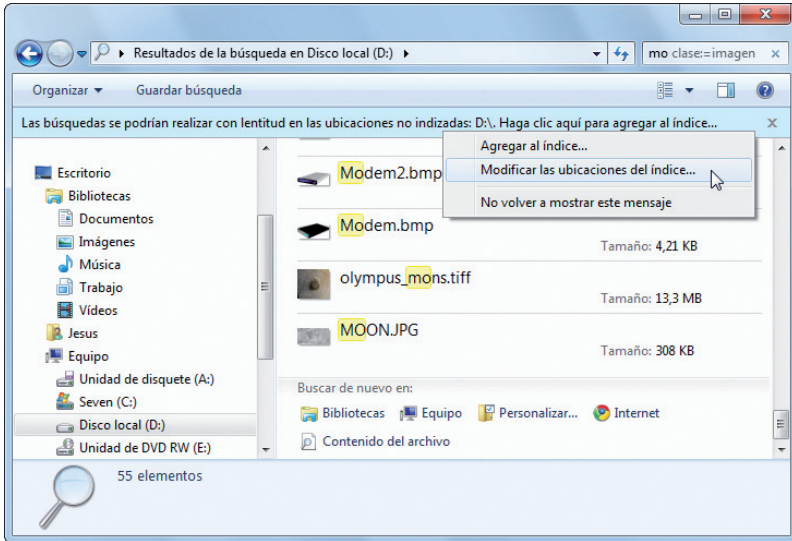 Resultados de la búsqueda en Disco local (D:)
mo clase:=imagen
Organizar
Guardar búsqueda
Las búsquedas se podrían realizar con lentitud en las ubicaciones no indizadas: D:\. Haga clic aquí para agregar al índice...
Agregar al índice...
Modificar las ubicaciones del índice...
No volver a mostrar este mensaje
Escritorio
Bibliotecas
Documentos
Imágenes
Música
Trabajo
Vídeos
Jesus
Equipo
Unidad de disquete (A:)
Seven (C:)
Disco local (D:)
Unidad de DVD RW (E:)
Modem2.bmp
Modem.bmp
Tamaño: 4,21 KB
olympus_mons.tiff
Tamaño: 13,3 MB
MOON.JPG
Tamaño: 308 KB
Buscar de nuevo en:
Bibliotecas Equipo Personalizar... Internet
Contenido del archivo
55 elementos